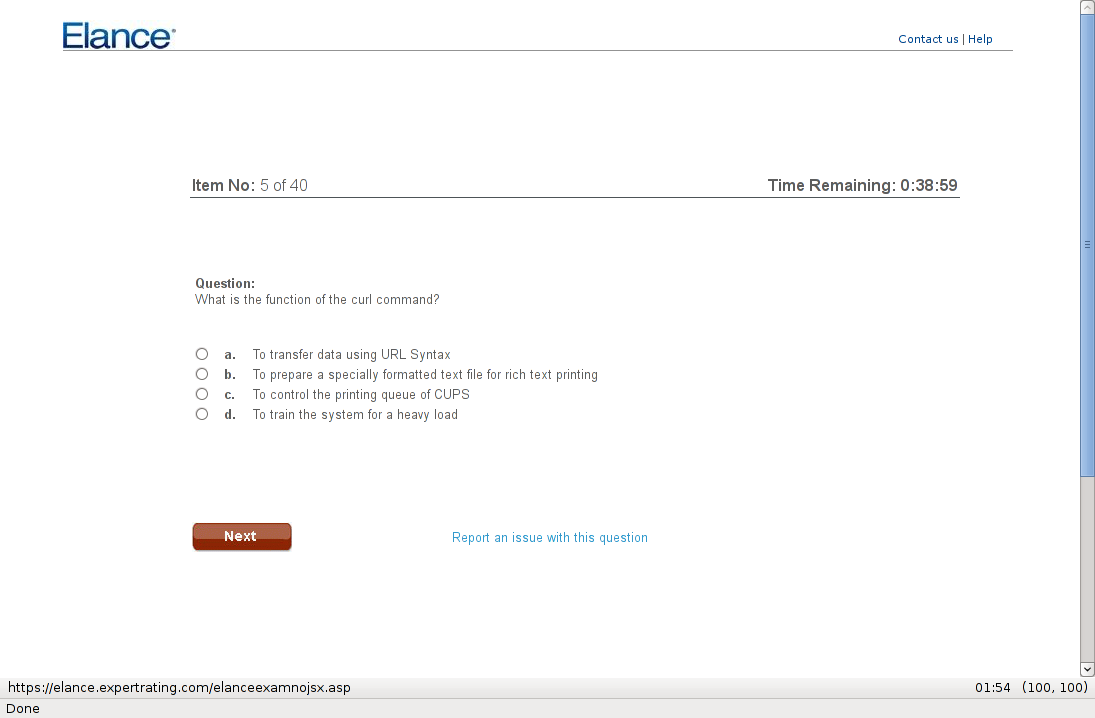 Elance®
Contact us | Help
Item No: 5 of 40 Time Remaining: 0:38:59
Question:
What is the function of the curl command?
a. To transfer data using URL Syntax
b. To prepare a specially formatted text file for rich text printing
c. To control the printing queue of CUPS
d. To train the system for a heavy load
Next Report an issue with this question
https://elance.expertrating.com/elanceexamnojsx.asp 01:54 (100, 100)
Done